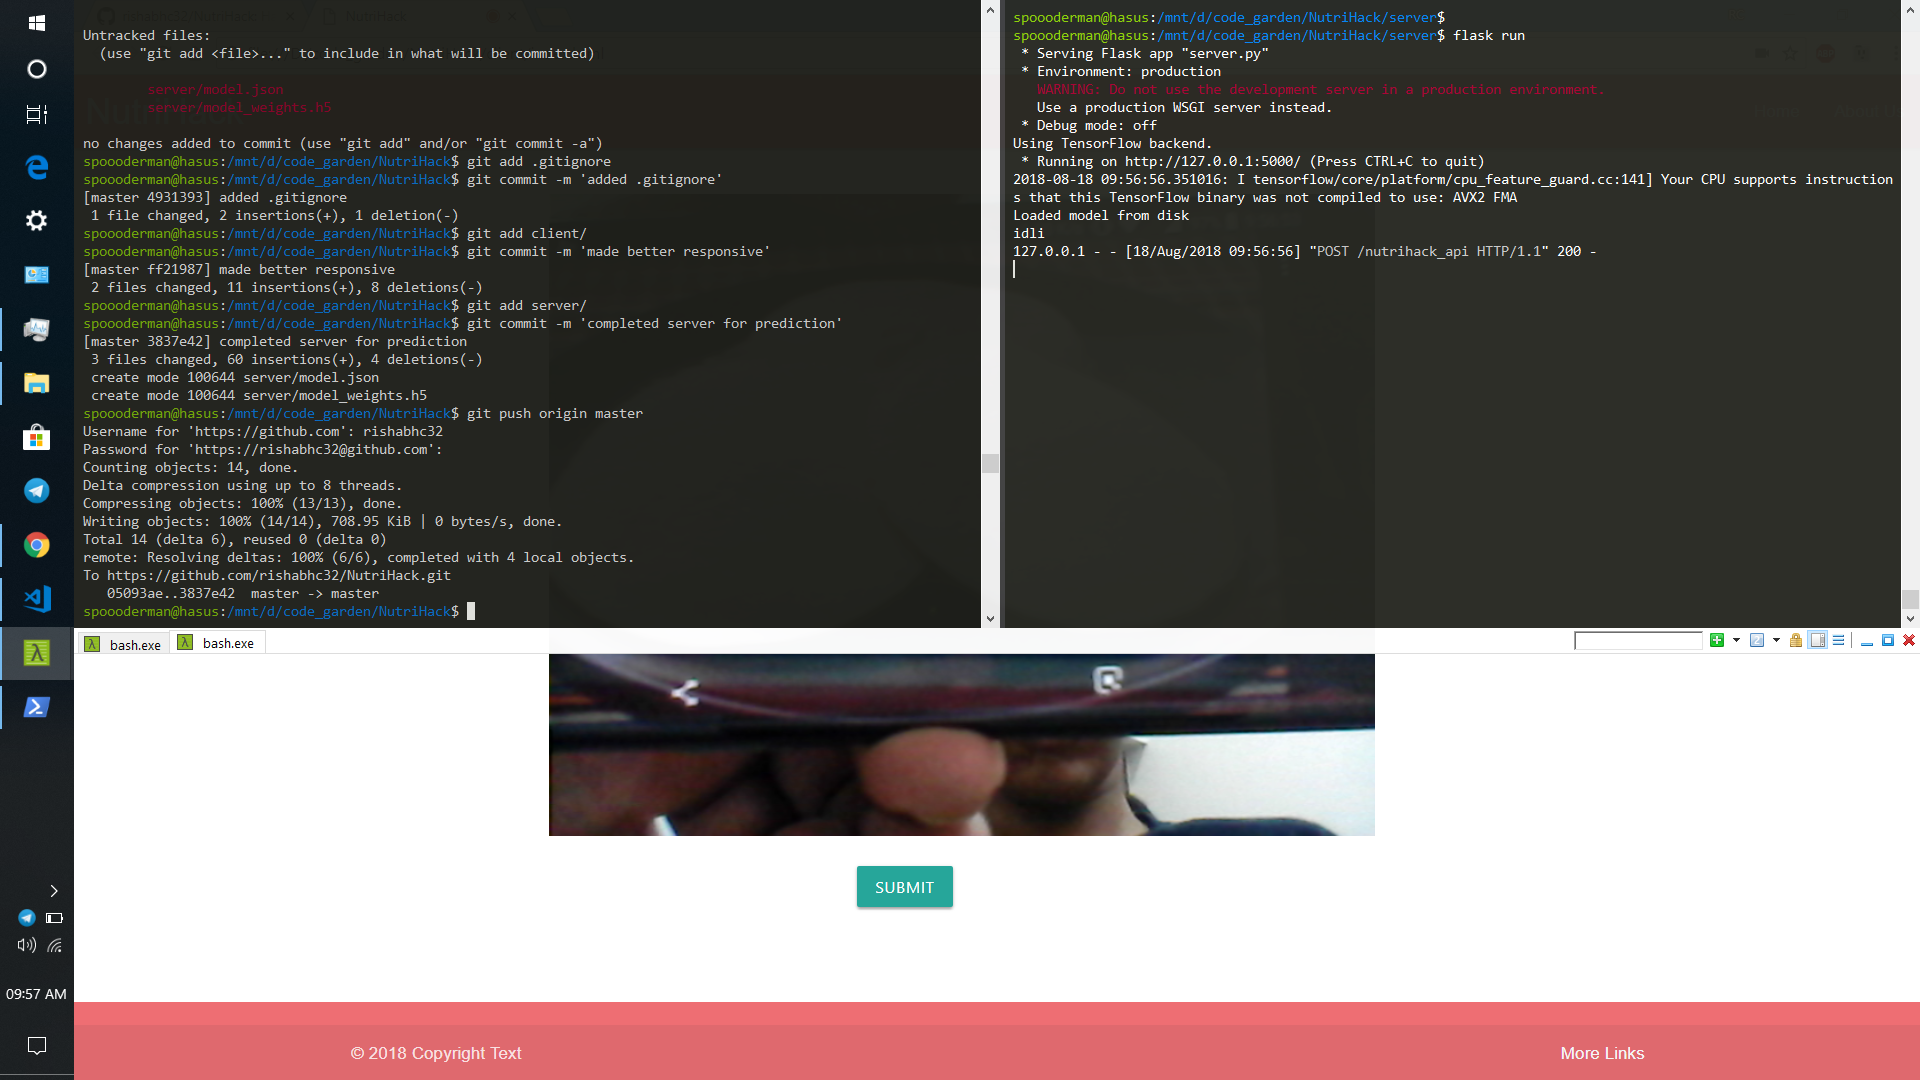 Untracked files:
(use "git add <file>..." to include in what will be committed)
server/model.json
server/model_weights.h5
NutriHack
no changes added to commit (use "git add" and/or "git commit -a")
spoooderman@hasus:/mnt/d/code_garden/NutriHack$ git add .gitignore
spoooderman@hasus:/mnt/d/code_garden/NutriHack$ git commit -m 'added .gitignore'
[master 4931393] added .gitignore
1 file changed, 2 insertions(+), 1 deletion(-)
spoooderman@hasus:/mnt/d/code_garden/NutriHack$ git add client/
spoooderman@hasus:/mnt/d/code_garden/NutriHack$ git commit -m 'made better responsive'
[master ff21987] made better responsive
2 files changed, 11 insertions(+), 8 deletions(-)
spoooderman@hasus:/mnt/d/code_garden/NutriHack$ git add server/
spoooderman@hasus:/mnt/d/code_garden/NutriHack$ git commit -m 'completed server for prediction'
[master 3837e42] completed server for prediction
3 files changed, 60 insertions(+), 4 deletions(-)
create mode 100644 server/model.json
create mode 100644 server/model_weights.h5
spoooderman@hasus:/mnt/d/code_garden/NutriHack$ git push origin master
Username for 'https://github.com': rishabhc32
Password for 'https://rishabhc32@github.com':
Counting objects: 14, done.
Delta compression using up to 8 threads.
Compressing objects: 100% (13/13), done.
Writing objects: 100% (14/14), 708.95 KiB | 0 bytes/s, done.
Total 14 (delta 6), reused 0 (delta 0)
remote: Resolving deltas: 100% (6/6), completed with 4 local objects.
To https://github.com/rishabhc32/NutriHack.git
05093ae..3837e42  master -> master
spoooderman@hasus:/mnt/d/code_garden/NutriHack$
spoooderman@hasus:/mnt/d/code_garden/NutriHack/server$
spoooderman@hasus:/mnt/d/code_garden/NutriHack/server$ flask run
* Serving Flask app "server.py"
* Environment: production
WARNING: Do not use the development server in a production environment.
Use a production WSGI server instead.
* Debug mode: off
Using TensorFlow backend.
* Running on http://127.0.0.1:5000/ (Press CTRL+C to quit)
2018-08-18 09:56:56.351016: I tensorflow/core/platform/cpu_feature_guard.cc:141] Your CPU supports instruction
s that this TensorFlow binary was not compiled to use: AVX2 FMA
Loaded model from disk
idli
127.0.0.1 - - [18/Aug/2018 09:56:56] "POST /nutrihack_api HTTP/1.1" 200 -
bash.exe
bash.exe
SUBMIT
09:57 AM
© 2018 Copyright Text
More Links